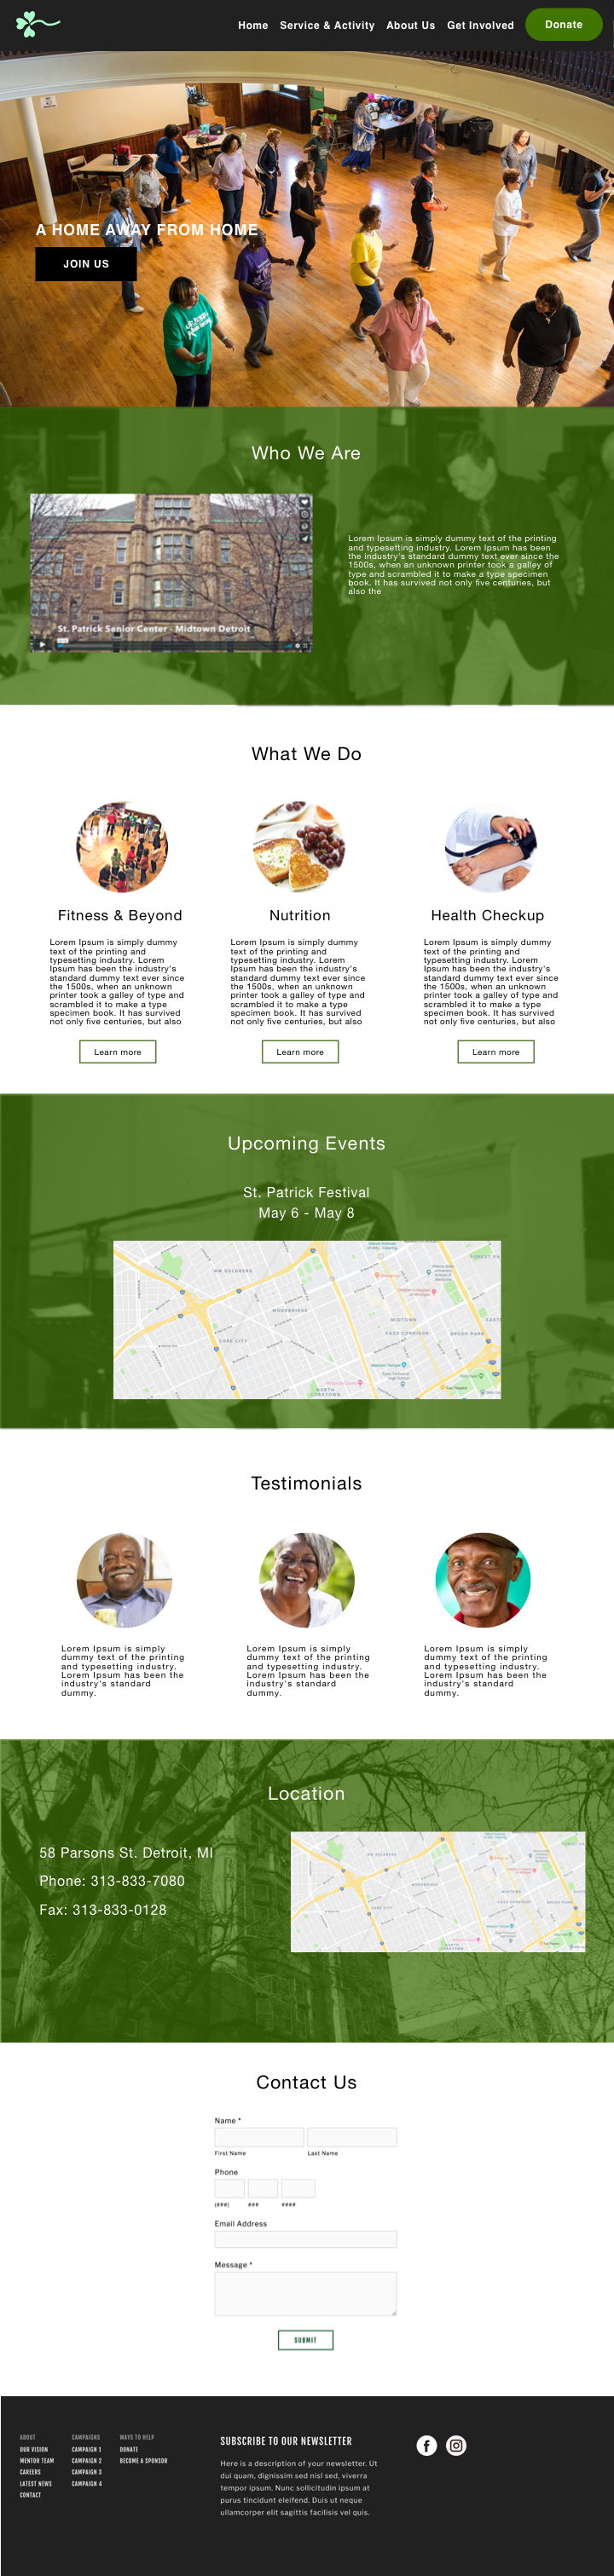 Home Service & Activity About Us Get Involved Donate
A HOME AWAY FROM HOME
JOIN US
Who We Are
St. Patrick Senior Center - Midtown Detroit
Lorem Ipsum is simply dummy text of the printing
and typesetting industry. Lorem Ipsum has been
the industry's standard dummy text ever since the
1500s, when an unknown printer took a galley of
type and scrambled it to make a type specimen
book. It has survived not only five centuries, but
also the
What We Do
Fitness & Beyond
Lorem Ipsum is simply dummy
text of the printing and
typesetting industry. Lorem
Ipsum has been the industry's
standard dummy text ever since
the 1500s, when an unknown
printer took a galley of type and
scrambled it to make a type
specimen book. It has survived
not only five centuries, but also
Learn more
Nutrition
Lorem Ipsum is simply dummy
text of the printing and
typesetting industry. Lorem
Ipsum has been the industry's
standard dummy text ever since
the 1500s, when an unknown
printer took a galley of type and
scrambled it to make a type
specimen book. It has survived
not only five centuries, but also
Learn more
Health Checkup
Lorem Ipsum is simply dummy
text of the printing and
typesetting industry. Lorem
Ipsum has been the industry's
standard dummy text ever since
the 1500s, when an unknown
printer took a galley of type and
scrambled it to make a type
specimen book. It has survived
not only five centuries, but also
Learn more
Upcoming Events
St. Patrick Festival
May 6 - May 8
NW GOLDBERG
WOODBRIDGE
CORE CITY
MIDTOWN
CASS CORRIDOR
BRUSH PARK
NORTH
CORKTOWN
Testimonials
Lorem Ipsum is simply
dummy text of the printing
and typesetting industry.
Lorem Ipsum has been the
industry's standard
dummy.
Lorem Ipsum is simply
dummy text of the printing
and typesetting industry.
Lorem Ipsum has been the
industry's standard
dummy.
Lorem Ipsum is simply
dummy text of the printing
and typesetting industry.
Lorem Ipsum has been the
industry's standard
dummy.
Location
58 Parsons St. Detroit, MI
Phone: 313-833-7080
Fax: 313-833-0128
NW GOLDBERG
WOODBRIDGE
CORE CITY
MIDTOWN
CASS CORRIDOR
BRUSH PARK
NORTH
CORKTOWN
Contact Us
Name *
First Name Last Name
Phone
(###) ### ####
Email Address
Message *
SUBMIT
ABOUT
OUR VISION
MENTOR TEAM
CAREERS
LATEST NEWS
CONTACT
CAMPAIGNS
CAMPAIGN 1
CAMPAIGN 2
CAMPAIGN 3
CAMPAIGN 4
WAYS TO HELP
DONATE
BECOME A SPONSOR
SUBSCRIBE TO OUR NEWSLETTER
Here is a description of your newsletter. Ut
dui quam, dignissim sed nisl sed, viverra
tempor ipsum. Nunc sollicitudin ipsum at
purus tincidunt eleifend. Duis ut neque
ullamcorper elit sagittis facilisis vel quis.